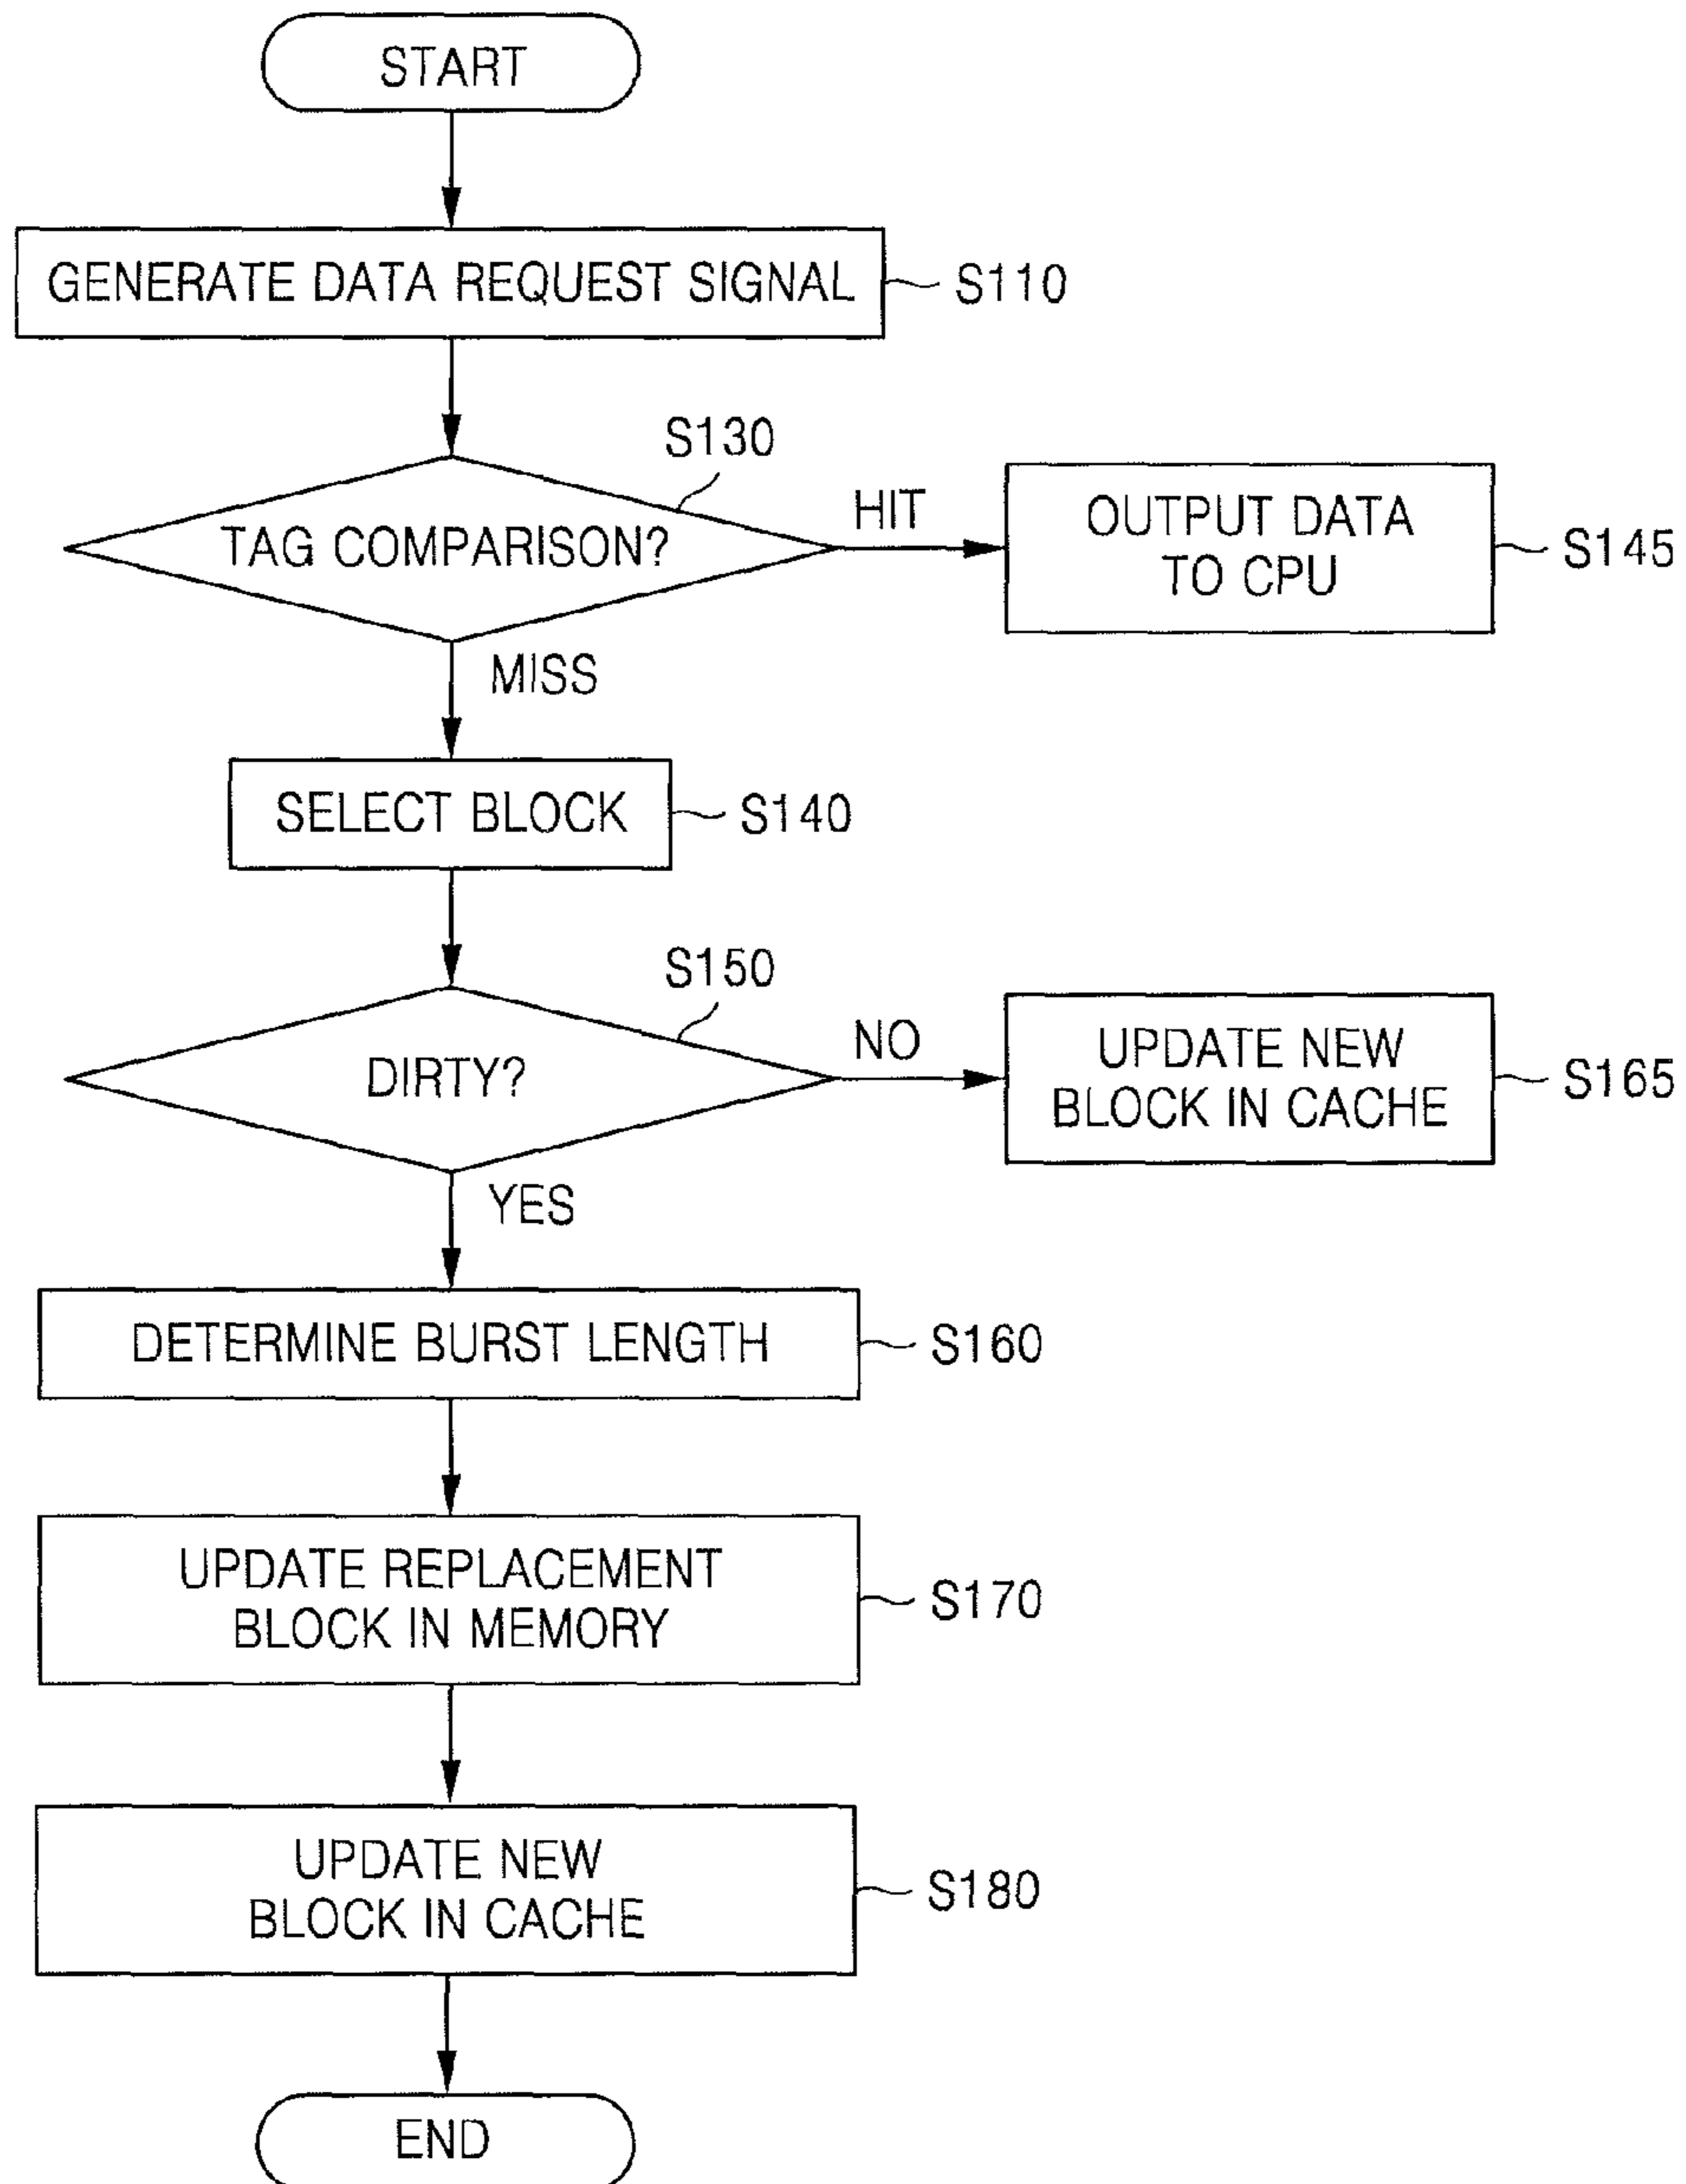 START
GENERATE DATA REQUEST SIGNAL
S110
S130
TAG COMPARISON?
HIT
OUTPUT DATA
TO CPU
S145
MISS
SELECT BLOCK
S140
S150
DIRTY?
NO
UPDATE NEW
BLOCK IN CACHE
S165
YES
DETERMINE BURST LENGTH
S160
UPDATE REPLACEMENT
BLOCK IN MEMORY
S170
UPDATE NEW
BLOCK IN CACHE
S180
END